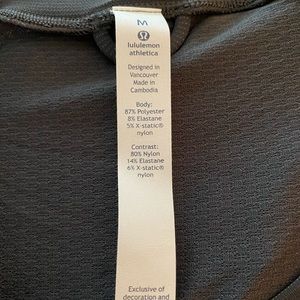 M
lululemon
athletica
Designed in
Vancouver
Made in
Cambodia
Body:
87% Polyester
8% Elastane
5% X-static®
nylon
Contrast:
80% Nylon
14% Elastane
6% X-static®
nylon
Exclusive of
decoration and